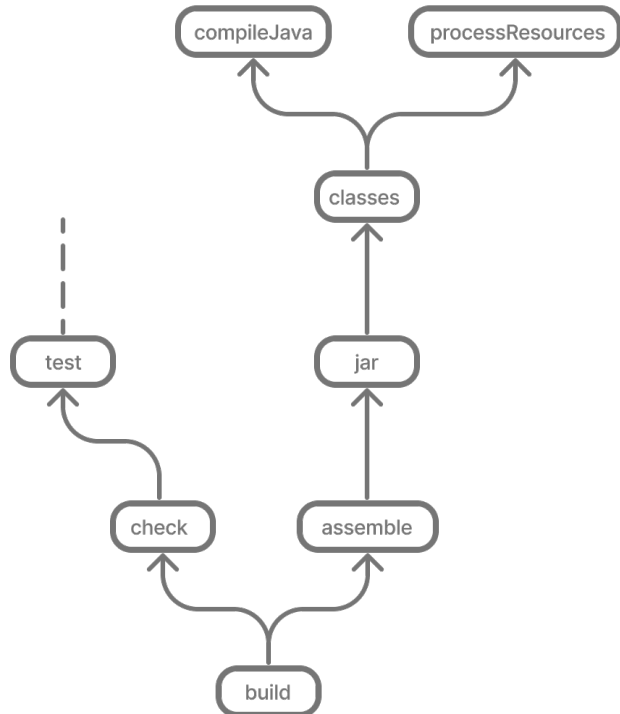 compileJava
processResources
classes
test
jar
check
assemble
build